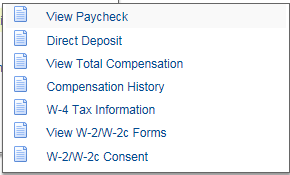 View Paycheck
Direct Deposit
View Total Compensation
Compensation History
W-4 Tax Information
View W-2/W-2c Forms
W-2/W-2c Consent